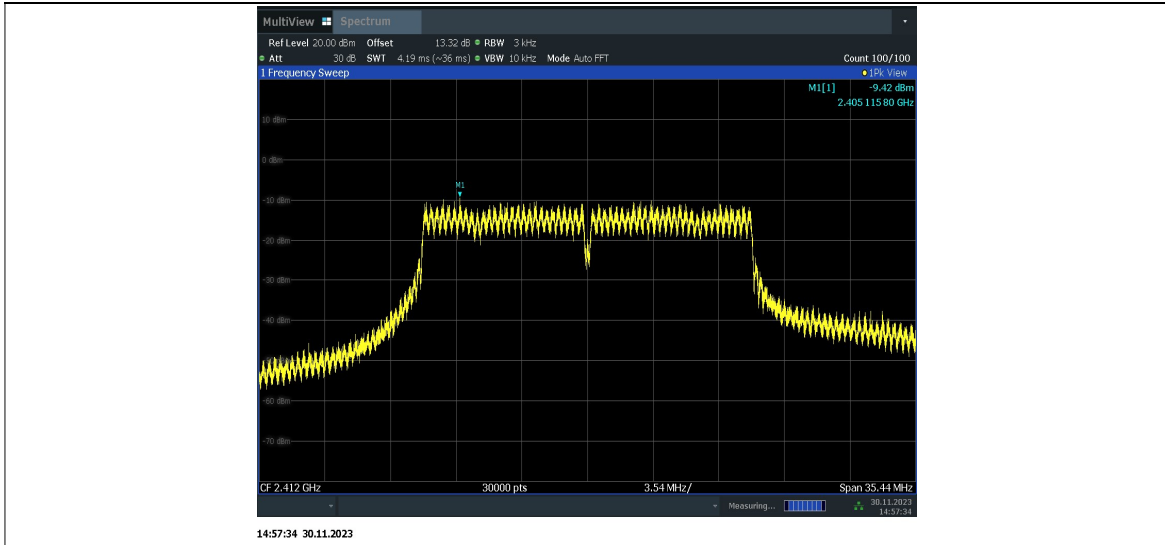 MultiView Spectrum
Ref Level 20.00 dBm Offset 13.32 dB RBW 3 kHz
Att 30 dB SWT 4.19 ms (~36 ms) VBW 10 kHz Mode Auto FFT Count 100/100
1 Frequency Sweep 1Pk View
M1[1] -9.42 dBm
2.405 115 80 GHz
10 dBm
0 dBm
M1
-10 dBm
-20 dBm
-30 dBm
-40 dBm
-60 dBm
-70 dBm
CF 2.412 GHz 30000 pts 3.54 MHz/ Span 35.44 MHz
Measuring... 30.11.2023
14:57:34
14:57:34 30.11.2023